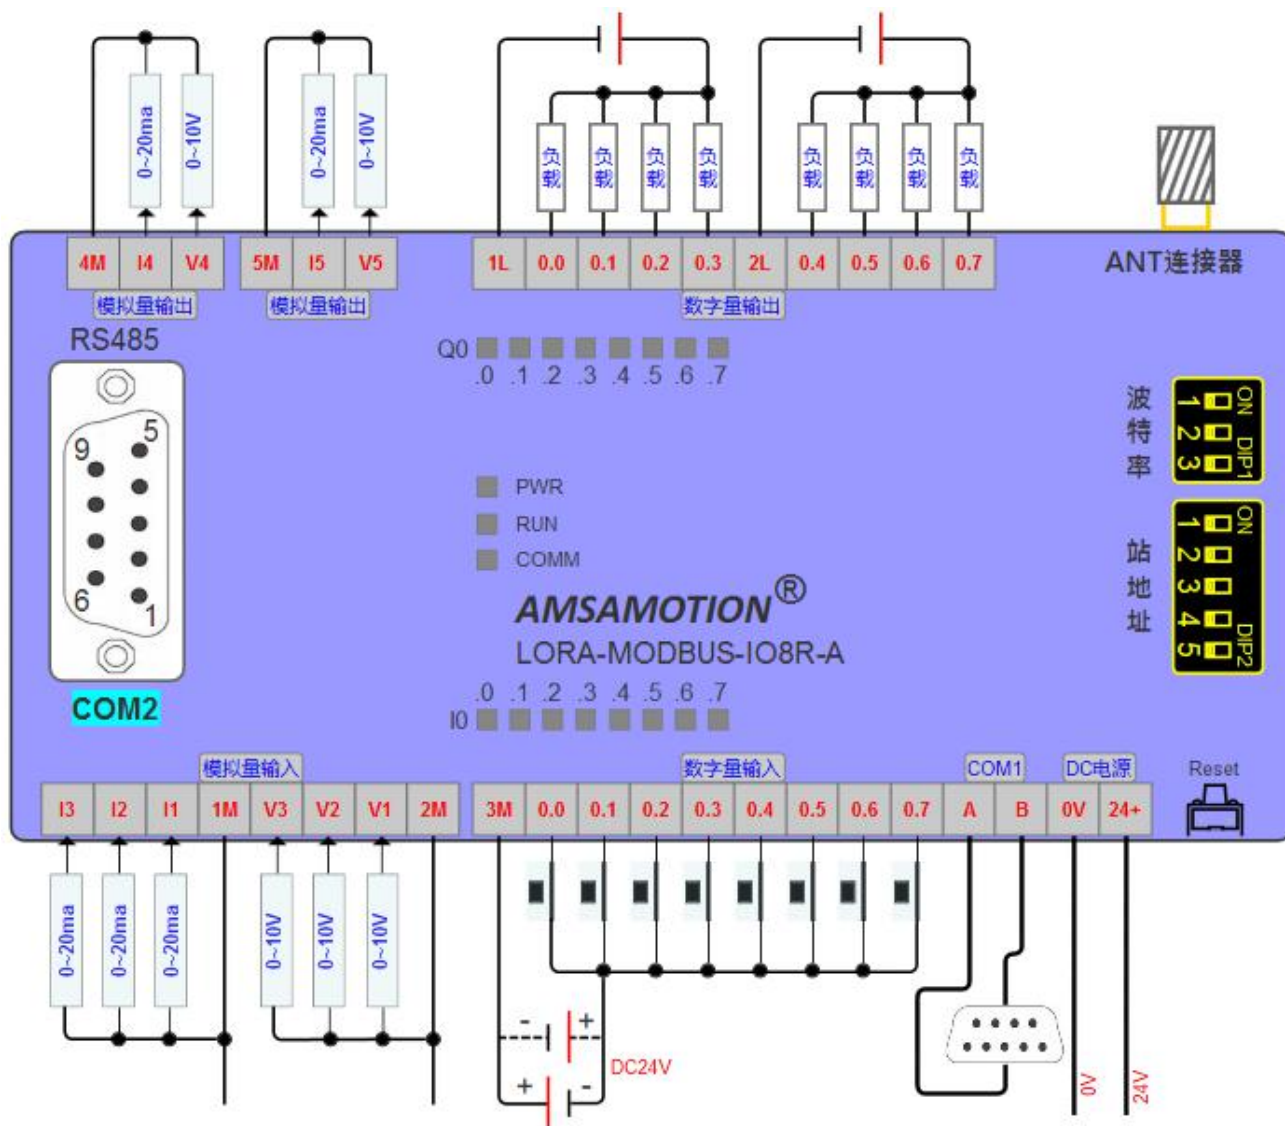 0~20ma
0~10V
0~20ma
0~10V
负载
负载
负载
负载
负载
负载
负载
负载
4M I4 V4
5M I5 V5
1L 0.0 0.1 0.2 0.3 2L 0.4 0.5 0.6 0.7
ANT连接器
模拟量输出
模拟量输出
数字量输出
RS485
Q0
.0 .1 .2 .3 .4 .5 .6 .7
波特率
1 2 3
ON DIP1
9 5
6 1
PWR
RUN
COMM
站地址
1 2 3 4 5
ON DIP2
AMSAMOTION®
LORA-MODBUS-IO8R-A
COM2
.0 .1 .2 .3 .4 .5 .6 .7
I0
模拟量输入
数字量输入
COM1
DC电源
Reset
I3 I2 I1 1M V3 V2 V1 2M
3M 0.0 0.1 0.2 0.3 0.4 0.5 0.6 0.7 A B 0V 24+
0~20ma
0~20ma
0~20ma
0~10V
0~10V
0~10V
- +
DC24V
+ -
0V
24V